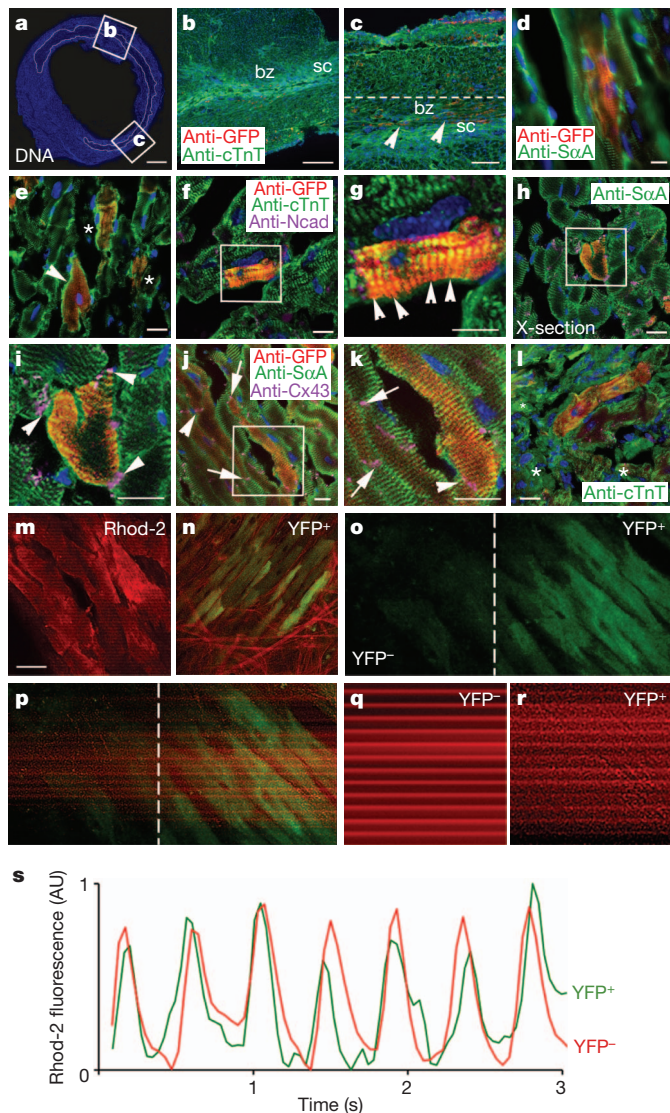 a
b
c
DNA
b
bz
sc
Anti-GFP
Anti-cTnT
c
bz
sc
d
Anti-GFP
Anti-SαA
e
*
*
f
Anti-GFP
Anti-cTnT
Anti-Ncad
g
h
Anti-SαA
X-section
i
j
Anti-GFP
Anti-SαA
Anti-Cx43
k
l
*
*
*
Anti-cTnT
m
Rhod-2
n
YFP+
o
YFP+
YFP−
p
q
YFP−
r
YFP+
s
Rhod-2 fluorescence (AU)
1
0
1
2
3
Time (s)
YFP+
YFP−